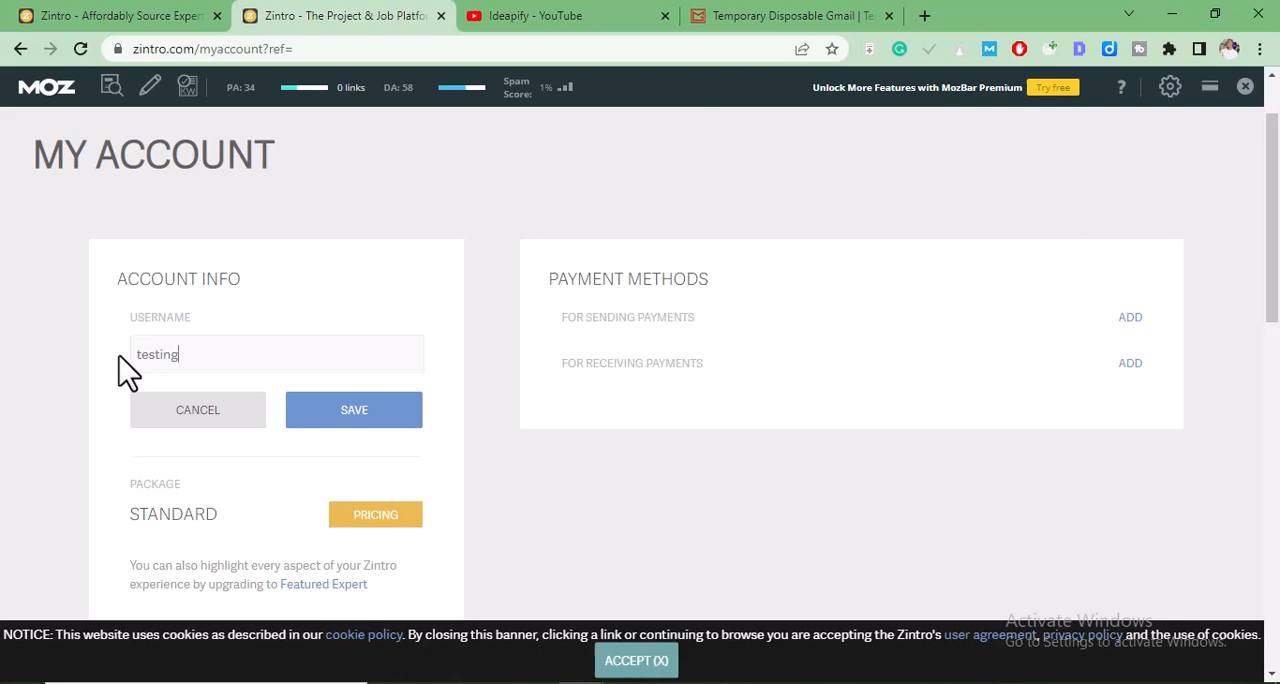 Zintro - Affordably Source Exper
Zintro - The Project & Job Platfo
Ideapify - YouTube
Temporary Disposable Gmail | Te
zintro.com/myaccount?ref=
MOZ
PA: 34
0 links
DA: 58
Spam Score: 1%
Unlock More Features with MozBar Premium
Try free
MY ACCOUNT
ACCOUNT INFO
USERNAME
testing
CANCEL
SAVE
PACKAGE
STANDARD
PRICING
You can also highlight every aspect of your Zintro
experience by upgrading to Featured Expert
PAYMENT METHODS
FOR SENDING PAYMENTS
ADD
FOR RECEIVING PAYMENTS
ADD
Activate Windows
Go to Settings to activate Windows.
NOTICE: This website uses cookies as described in our cookie policy. By closing this banner, clicking a link or continuing to browse you are accepting the Zintro's user agreement, privacy policy and the use of cookies.
ACCEPT (X)